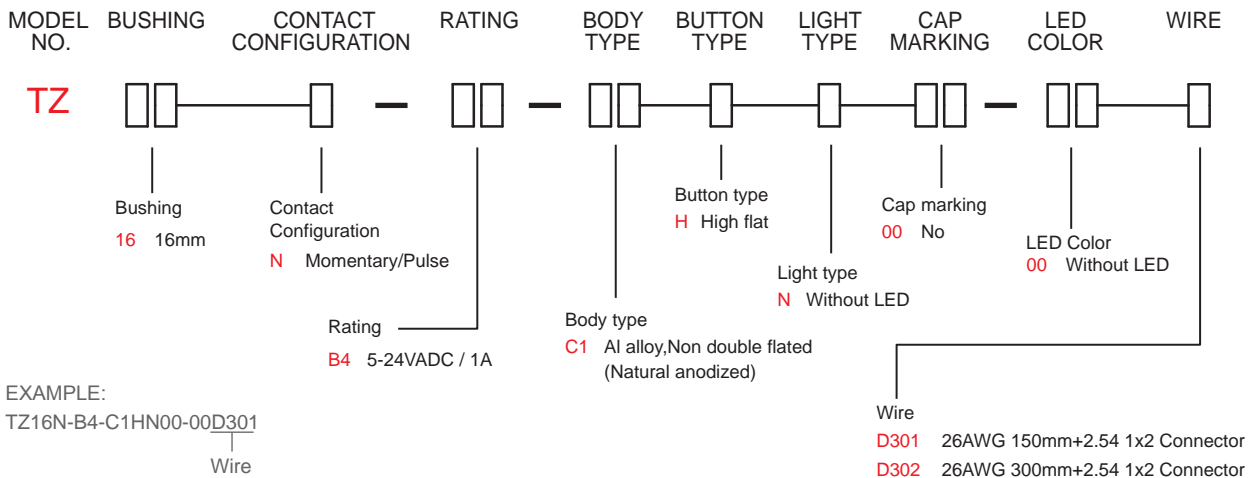 MODEL NO.
BUSHING
CONTACT CONFIGURATION
RATING
BODY TYPE
BUTTON TYPE
LIGHT TYPE
CAP MARKING
LED COLOR
WIRE
TZ
Bushing
16 16mm
Contact
Configuration
N Momentary/Pulse
Rating
B4 5-24VADC / 1A
Body type
C1 Al alloy,Non double flated
(Natural anodized)
Button type
H High flat
Light type
N Without LED
Cap marking
00 No
LED Color
00 Without LED
Wire
D301 26AWG 150mm+2.54 1x2 Connector
D302 26AWG 300mm+2.54 1x2 Connector
EXAMPLE:
TZ16N-B4-C1HN00-00D301
Wire